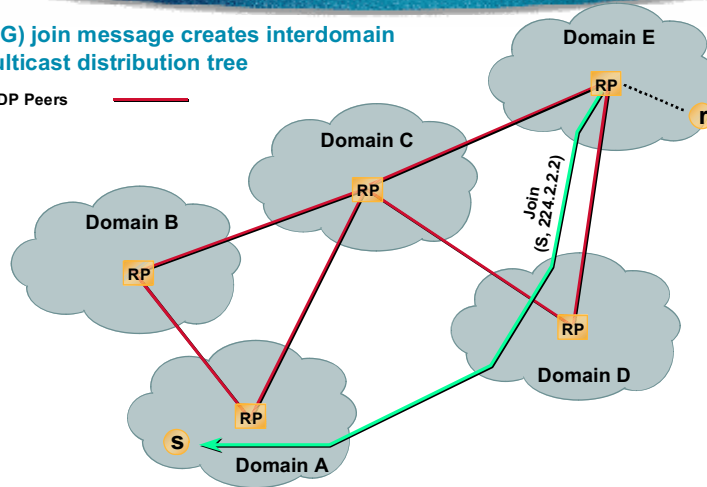 G) join message creates interdomain
ulticast distribution tree
DP Peers
Domain E
RP
r
Domain C
RP
Join
(S, 224.2.2.2)
Domain B
RP
RP
Domain D
RP
s
Domain A